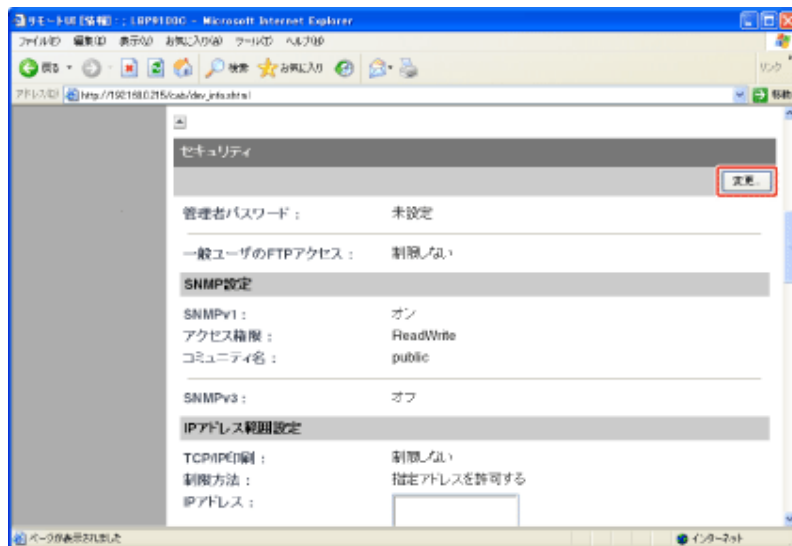 リモートUI [情報] : ; LBP9100C - Microsoft Internet Explorer
ファイル(F) 編集(E) 表示(V) お気に入り(A) ツール(T) ヘルプ(H)
戻る 検索 お気に入り リンク
アドレス(D) http://192.168.0.215/cab/dev_info.shtml 移動
セキュリティ
変更..
管理者パスワード : 未設定
一般ユーザのFTPアクセス : 制限しない
SNMP設定
SNMPv1 : オン
アクセス権限 : ReadWrite
コミュニティ名 : public
SNMPv3 : オフ
IPアドレス範囲設定
TCP/IP印刷 : 制限しない
制限方法 : 指定アドレスを許可する
IPアドレス :
ページが表示されました インターネット